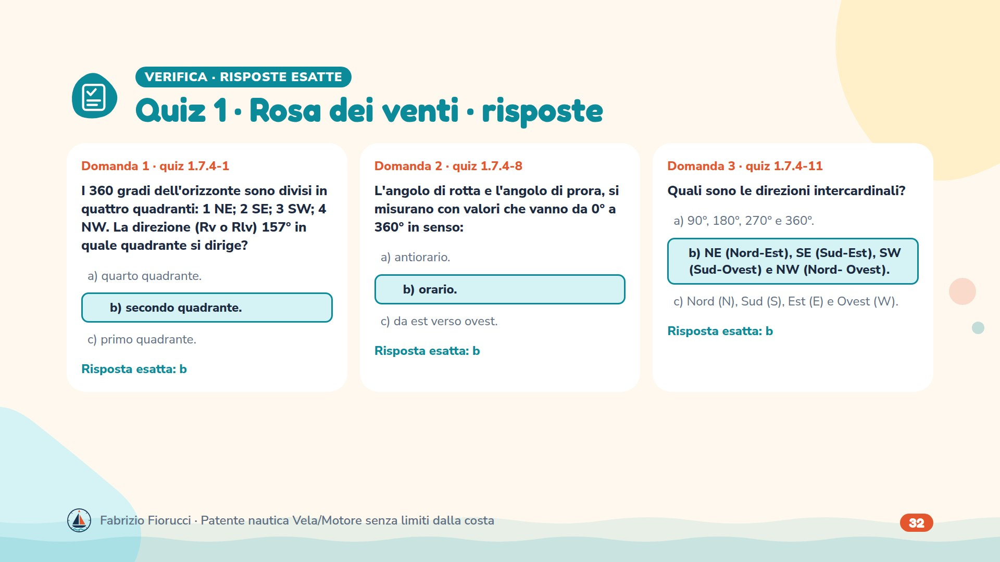 VERIFICA · RISPOSTE ESATTE
Quiz 1 · Rosa dei venti · risposte
Domanda 1 · quiz 1.7.4-1
I 360 gradi dell'orizzonte sono divisi in
quattro quadranti: 1 NE; 2 SE; 3 SW; 4
NW. La direzione (Rv o Rlv) 157° in
quale quadrante si dirige?
a) quarto quadrante.
b) secondo quadrante.
c) primo quadrante.
Risposta esatta: b
Domanda 2 · quiz 1.7.4-8
L'angolo di rotta e l'angolo di prora, si
misurano con valori che vanno da 0° a
360° in senso:
a) antiorario.
b) orario.
c) da est verso ovest.
Risposta esatta: b
Domanda 3 · quiz 1.7.4-11
Quali sono le direzioni intercardinali?
a) 90°, 180°, 270° e 360°.
b) NE (Nord-Est), SE (Sud-Est), SW
(Sud-Ovest) e NW (Nord- Ovest).
c) Nord (N), Sud (S), Est (E) e Ovest (W).
Risposta esatta: b
Fabrizio Fiorucci · Patente nautica Vela/Motore senza limiti dalla costa
32